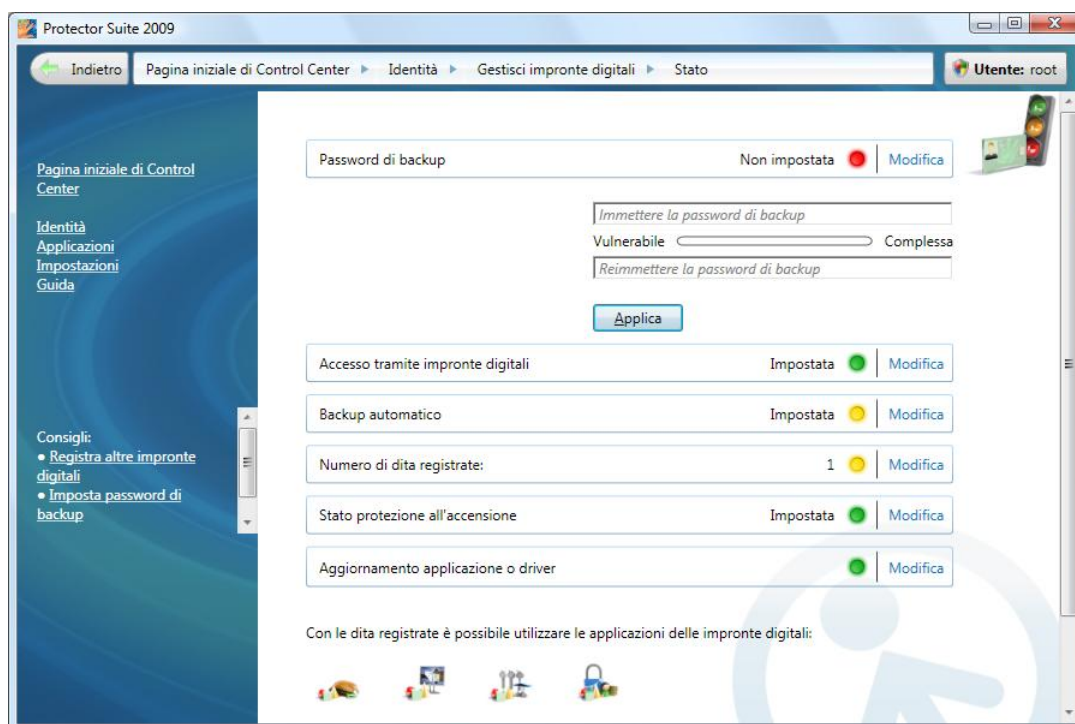 Protector Suite 2009
Indietro Pagina iniziale di Control Center Identità Gestisci impronte digitali Stato Utente: root
Pagina iniziale di Control
Center
Identità
Applicazioni
Impostazioni
Guida
Consigli:
• Registra altre impronte
digitali
• Imposta password di
backup
Password di backup Non impostata Modifica
Immettere la password di backup
Vulnerabile Complessa
Reimmettere la password di backup
Applica
Accesso tramite impronte digitali Impostata Modifica
Backup automatico Impostata Modifica
Numero di dita registrate: 1 Modifica
Stato protezione all'accensione Impostata Modifica
Aggiornamento applicazione o driver Modifica
Con le dita registrate è possibile utilizzare le applicazioni delle impronte digitali: